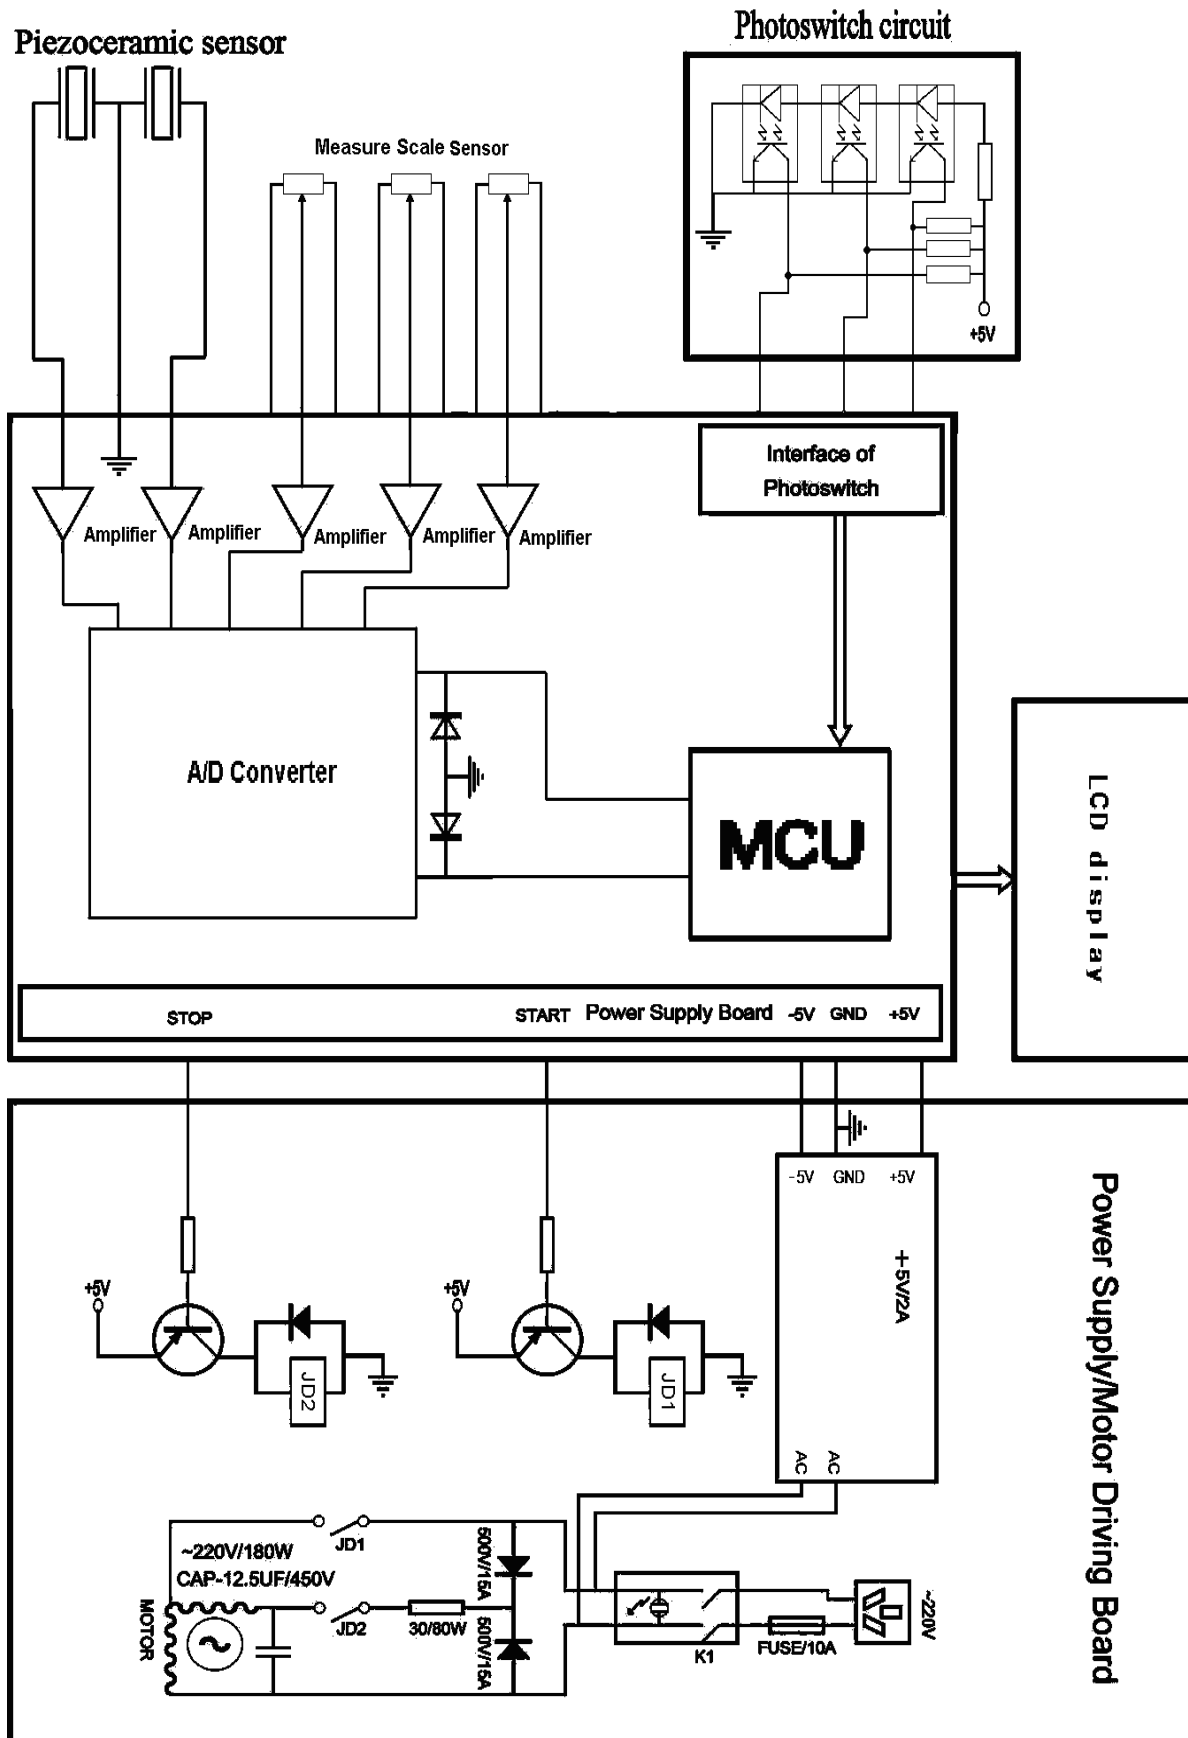 Photoswitch circuit
Piezoceramic sensor
Measure Scale Sensor
+5V
Interface of
Photoswitch
Amplifier
Amplifier
Amplifier
Amplifier
Amplifier
A/D Converter
MCU
LCD display
STOP
START
Power Supply Board
-5V
GND
+5V
-5V
GND
+5V
+5V/2A
AC
AC
Power Supply/Motor Driving Board
+5V
JD2
+5V
JD1
~220V/180W
CAP-12.5UF/450V
MOTOR
JD1
JD2
30/80W
500V/15A
500V/15A
K1
FUSE/10A
~220V